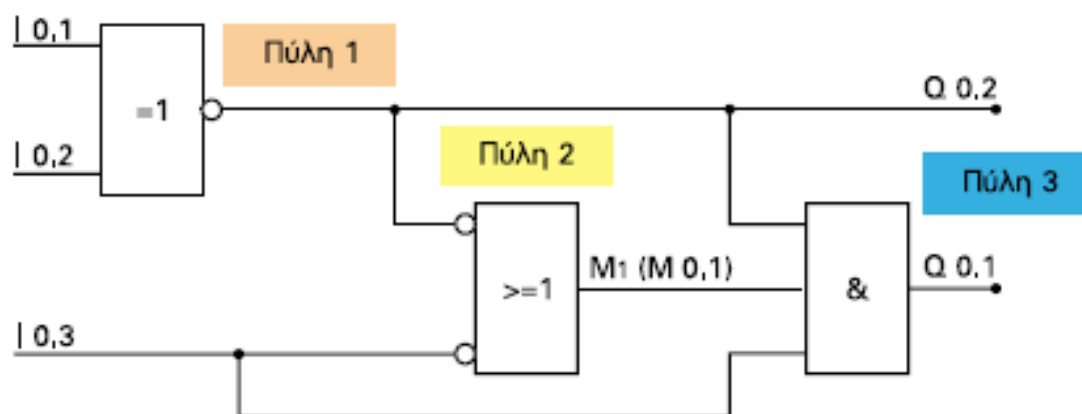 I 0,1
Πύλη 1
=1
Q 0,2
I 0,2
Πύλη 2
Πύλη 3
M1 (M 0,1)
Q 0,1
>=1
&
I 0,3